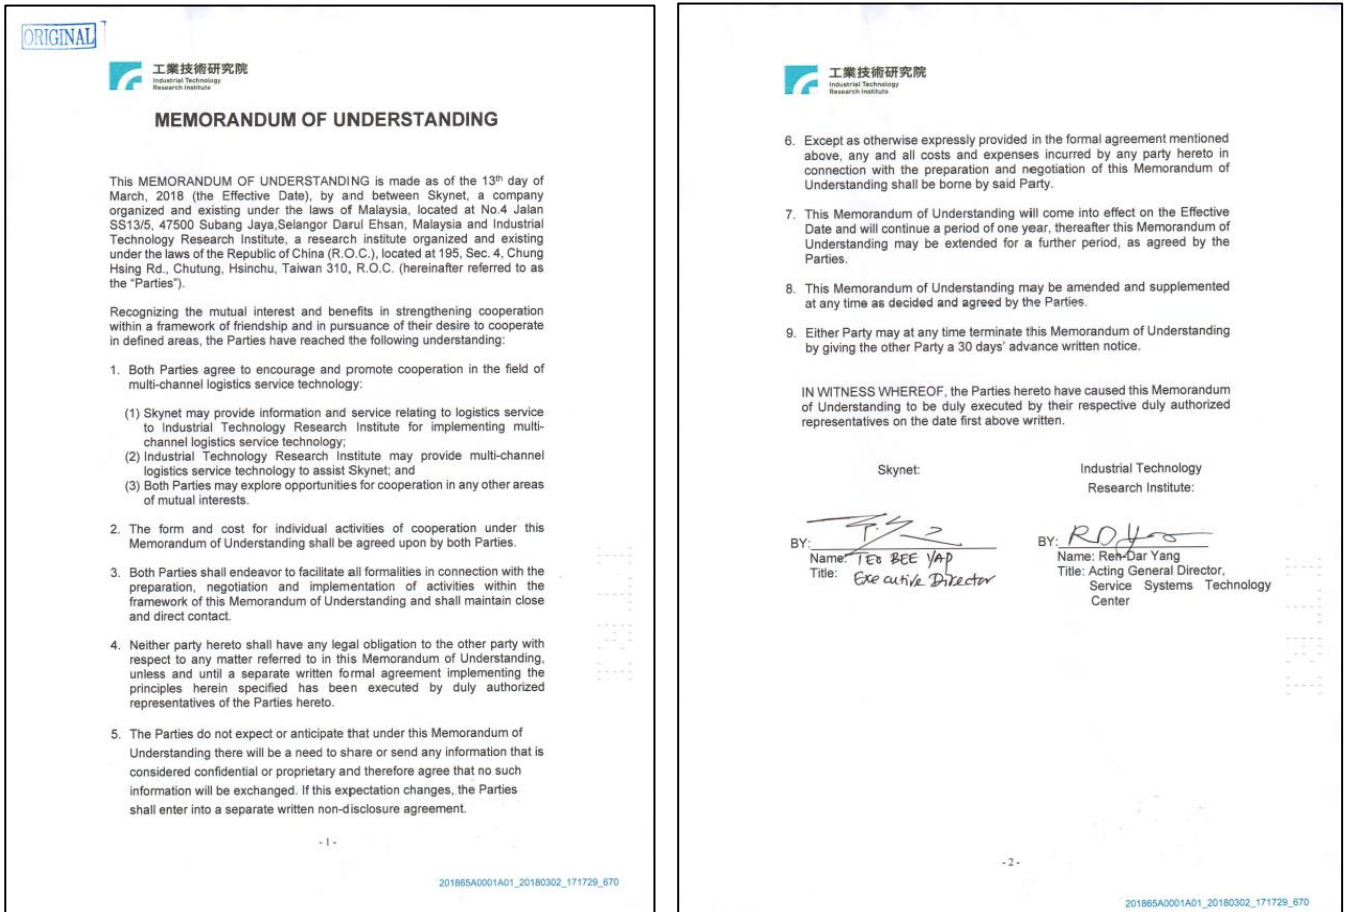 ORIGINAL
工業技術研究院
Industrial Technology
Research Institute
MEMORANDUM OF UNDERSTANDING
This MEMORANDUM OF UNDERSTANDING is made as of the 13th day of
March, 2018 (the Effective Date), by and between Skynet, a company
organized and existing under the laws of Malaysia, located at No.4 Jalan
SS13/5, 47500 Subang Jaya,Selangor Darul Ehsan, Malaysia and Industrial
Technology Research Institute, a research institute organized and existing
under the laws of the Republic of China (R.O.C.), located at 195, Sec. 4, Chung
Hsing Rd., Chutung, Hsinchu, Taiwan 310, R.O.C. (hereinafter referred to as
the “Parties”).
Recognizing the mutual interest and benefits in strengthening cooperation
within a framework of friendship and in pursuance of their desire to cooperate
in defined areas, the Parties have reached the following understanding:
1. Both Parties agree to encourage and promote cooperation in the field of
multi-channel logistics service technology:
(1) Skynet may provide information and service relating to logistics service
to Industrial Technology Research Institute for implementing multi-
channel logistics service technology;
(2) Industrial Technology Research Institute may provide multi-channel
logistics service technology to assist Skynet; and
(3) Both Parties may explore opportunities for cooperation in any other areas
of mutual interests.
2. The form and cost for individual activities of cooperation under this
Memorandum of Understanding shall be agreed upon by both Parties.
3. Both Parties shall endeavor to facilitate all formalities in connection with the
preparation, negotiation and implementation of activities within the
framework of this Memorandum of Understanding and shall maintain close
and direct contact.
4. Neither party hereto shall have any legal obligation to the other party with
respect to any matter referred to in this Memorandum of Understanding,
unless and until a separate written formal agreement implementing the
principles herein specified has been executed by duly authorized
representatives of the Parties hereto.
5. The Parties do not expect or anticipate that under this Memorandum of
Understanding there will be a need to share or send any information that is
considered confidential or proprietary and therefore agree that no such
information will be exchanged. If this expectation changes, the Parties
shall enter into a separate written non-disclosure agreement.
- 1 -
201865A0001A01_20180302_171729_670
工業技術研究院
Industrial Technology
Research Institute
6. Except as otherwise expressly provided in the formal agreement mentioned
above, any and all costs and expenses incurred by any party hereto in
connection with the preparation and negotiation of this Memorandum of
Understanding shall be borne by said Party.
7. This Memorandum of Understanding will come into effect on the Effective
Date and will continue a period of one year, thereafter this Memorandum of
Understanding may be extended for a further period, as agreed by the
Parties.
8. This Memorandum of Understanding may be amended and supplemented
at any time as decided and agreed by the Parties.
9. Either Party may at any time terminate this Memorandum of Understanding
by giving the other Party a 30 days’ advance written notice.
IN WITNESS WHEREOF, the Parties hereto have caused this Memorandum
of Understanding to be duly executed by their respective duly authorized
representatives on the date first above written.
Skynet:
BY:
Name: TEO BEE YAP
Title: Executive Director
Industrial Technology
Research Institute:
BY:
Name: Ren-Dar Yang
Title: Acting General Director,
Service Systems Technology
Center
- 2 -
201865A0001A01_20180302_171729_670